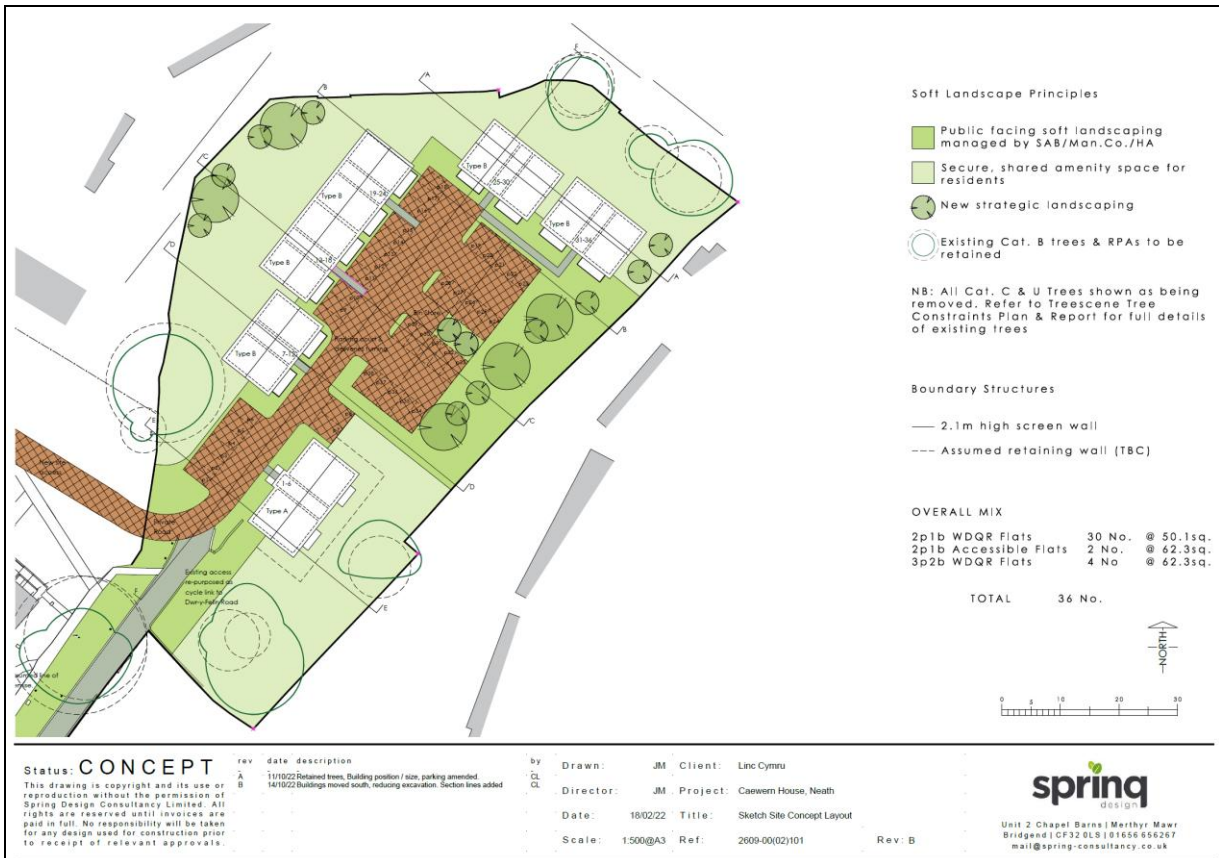 F
B
A
C
D
E
Type B
19-24
Type B
13-18
Type B
7-12
Type B
25-30
Type B
31-36
A
B
C
D
E
F
Bin Store
Parking court &
1-6
Type A
Private
Road
Existing access
re-purposed as
cycle link to
Dwr-y-Felin Road
Soft Landscape Principles
Public facing soft landscaping
managed by SAB/Man.Co./HA
Secure, shared amenity space for
residents
New strategic landscaping
Existing Cat. B trees & RPAs to be
retained
NB: All Cat. C & U Trees shown as being
removed. Refer to Treescene Tree
Constraints Plan & Report for full details
of existing trees
Boundary Structures
2.1m high screen wall
Assumed retaining wall (TBC)
OVERALL MIX
2p1b WDQR Flats 30 No. @ 50.1sq.
2p1b Accessible Flats 2 No. @ 62.3sq.
3p2b WDQR Flats 4 No @ 62.3sq.
TOTAL 36 No.
NORTH
0 5 10 20 30
Status: CONCEPT
This drawing is copyright and its use or
reproduction without the permission of
Spring Design Consultancy Limited. All
rights are reserved until invoices are
paid in full. No responsibility will be taken
for any design used for construction prior
to receipt of relevant approvals.
rev date description by
A 11/10/22 Retained trees, Building position / size, parking amended. CL
B 14/10/22 Buildings moved south, reducing excavation. Section lines added CL
Drawn: JM Client: Linc Cymru
Director: JM Project: Caewern House, Neath
Date: 18/02/22 Title: Sketch Site Concept Layout
Scale: 1:500@A3 Ref: 2609-00(02)101 Rev: B
spring
design
Unit 2 Chapel Barns | Merthyr Mawr
Bridgend | CF32 0LS | 01656 656267
mail@spring-consultancy.co.uk